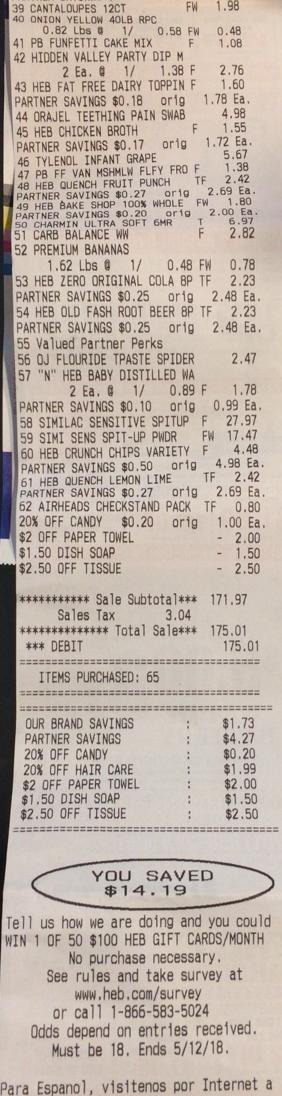 39 CANTALOUPES 12CT FW 1.98
40 ONION YELLOW 40LB RPC
0.82 Lbs @ 1/ 0.58 FW 0.48
41 PB FUNFETTI CAKE MIX F 1.08
42 HIDDEN VALLEY PARTY DIP M
2 Ea. @ 1/ 1.38 F 2.76
43 HEB FAT FREE DAIRY TOPPIN F 1.60
PARTNER SAVINGS $0.18 orig 1.78 Ea.
44 ORAJEL TEETHING PAIN SWAB 4.98
45 HEB CHICKEN BROTH F 1.55
PARTNER SAVINGS $0.17 orig 1.72 Ea.
46 TYLENOL INFANT GRAPE 5.67
47 PB FF VAN MSHMLW FLFY FRO F 1.38
48 HEB QUENCH FRUIT PUNCH TF 2.42
PARTNER SAVINGS $0.27 orig 2.69 Ea.
49 HEB BAKE SHOP 100% WHOLE FW 1.80
PARTNER SAVINGS $0.20 orig 2.00 Ea.
50 CHARMIN ULTRA SOFT 6MR T 6.97
51 CARB BALANCE WW F 2.82
52 PREMIUM BANANAS
1.62 Lbs @ 1/ 0.48 FW 0.78
53 HEB ZERO ORIGINAL COLA 8P TF 2.23
PARTNER SAVINGS $0.25 orig 2.48 Ea.
54 HEB OLD FASH ROOT BEER 8P TF 2.23
PARTNER SAVINGS $0.25 orig 2.48 Ea.
55 Valued Partner Perks
56 OJ FLOURIDE TPASTE SPIDER 2.47
57 "N" HEB BABY DISTILLED WA
2 Ea. @ 1/ 0.89 F 1.78
PARTNER SAVINGS $0.10 orig 0.99 Ea.
58 SIMILAC SENSITIVE SPITUP F 27.97
59 SIMI SENS SPIT-UP PWDR FW 17.47
60 HEB CRUNCH CHIPS VARIETY F 4.48
PARTNER SAVINGS $0.50 orig 4.98 Ea.
61 HEB QUENCH LEMON LIME TF 2.42
PARTNER SAVINGS $0.27 orig 2.69 Ea.
62 AIRHEADS CHECKSTAND PACK TF 0.80
20% OFF CANDY $0.20 orig 1.00 Ea.
$2 OFF PAPER TOWEL - 2.00
$1.50 DISH SOAP - 1.50
$2.50 OFF TISSUE - 2.50
*********** Sale Subtotal*** 171.97
Sales Tax 3.04
************** Total Sale*** 175.01
*** DEBIT 175.01
ITEMS PURCHASED: 65
OUR BRAND SAVINGS : $1.73
PARTNER SAVINGS : $4.27
20% OFF CANDY : $0.20
20% OFF HAIR CARE : $1.99
$2 OFF PAPER TOWEL : $2.00
$1.50 DISH SOAP : $1.50
$2.50 OFF TISSUE : $2.50
YOU SAVED
$14.19
Tell us how we are doing and you could
WIN 1 OF 50 $100 HEB GIFT CARDS/MONTH
No purchase necessary.
See rules and take survey at
www.heb.com/survey
or call 1-866-583-5024
Odds depend on entries received.
Must be 18. Ends 5/12/18.
Para Espanol, visitenos por Internet a